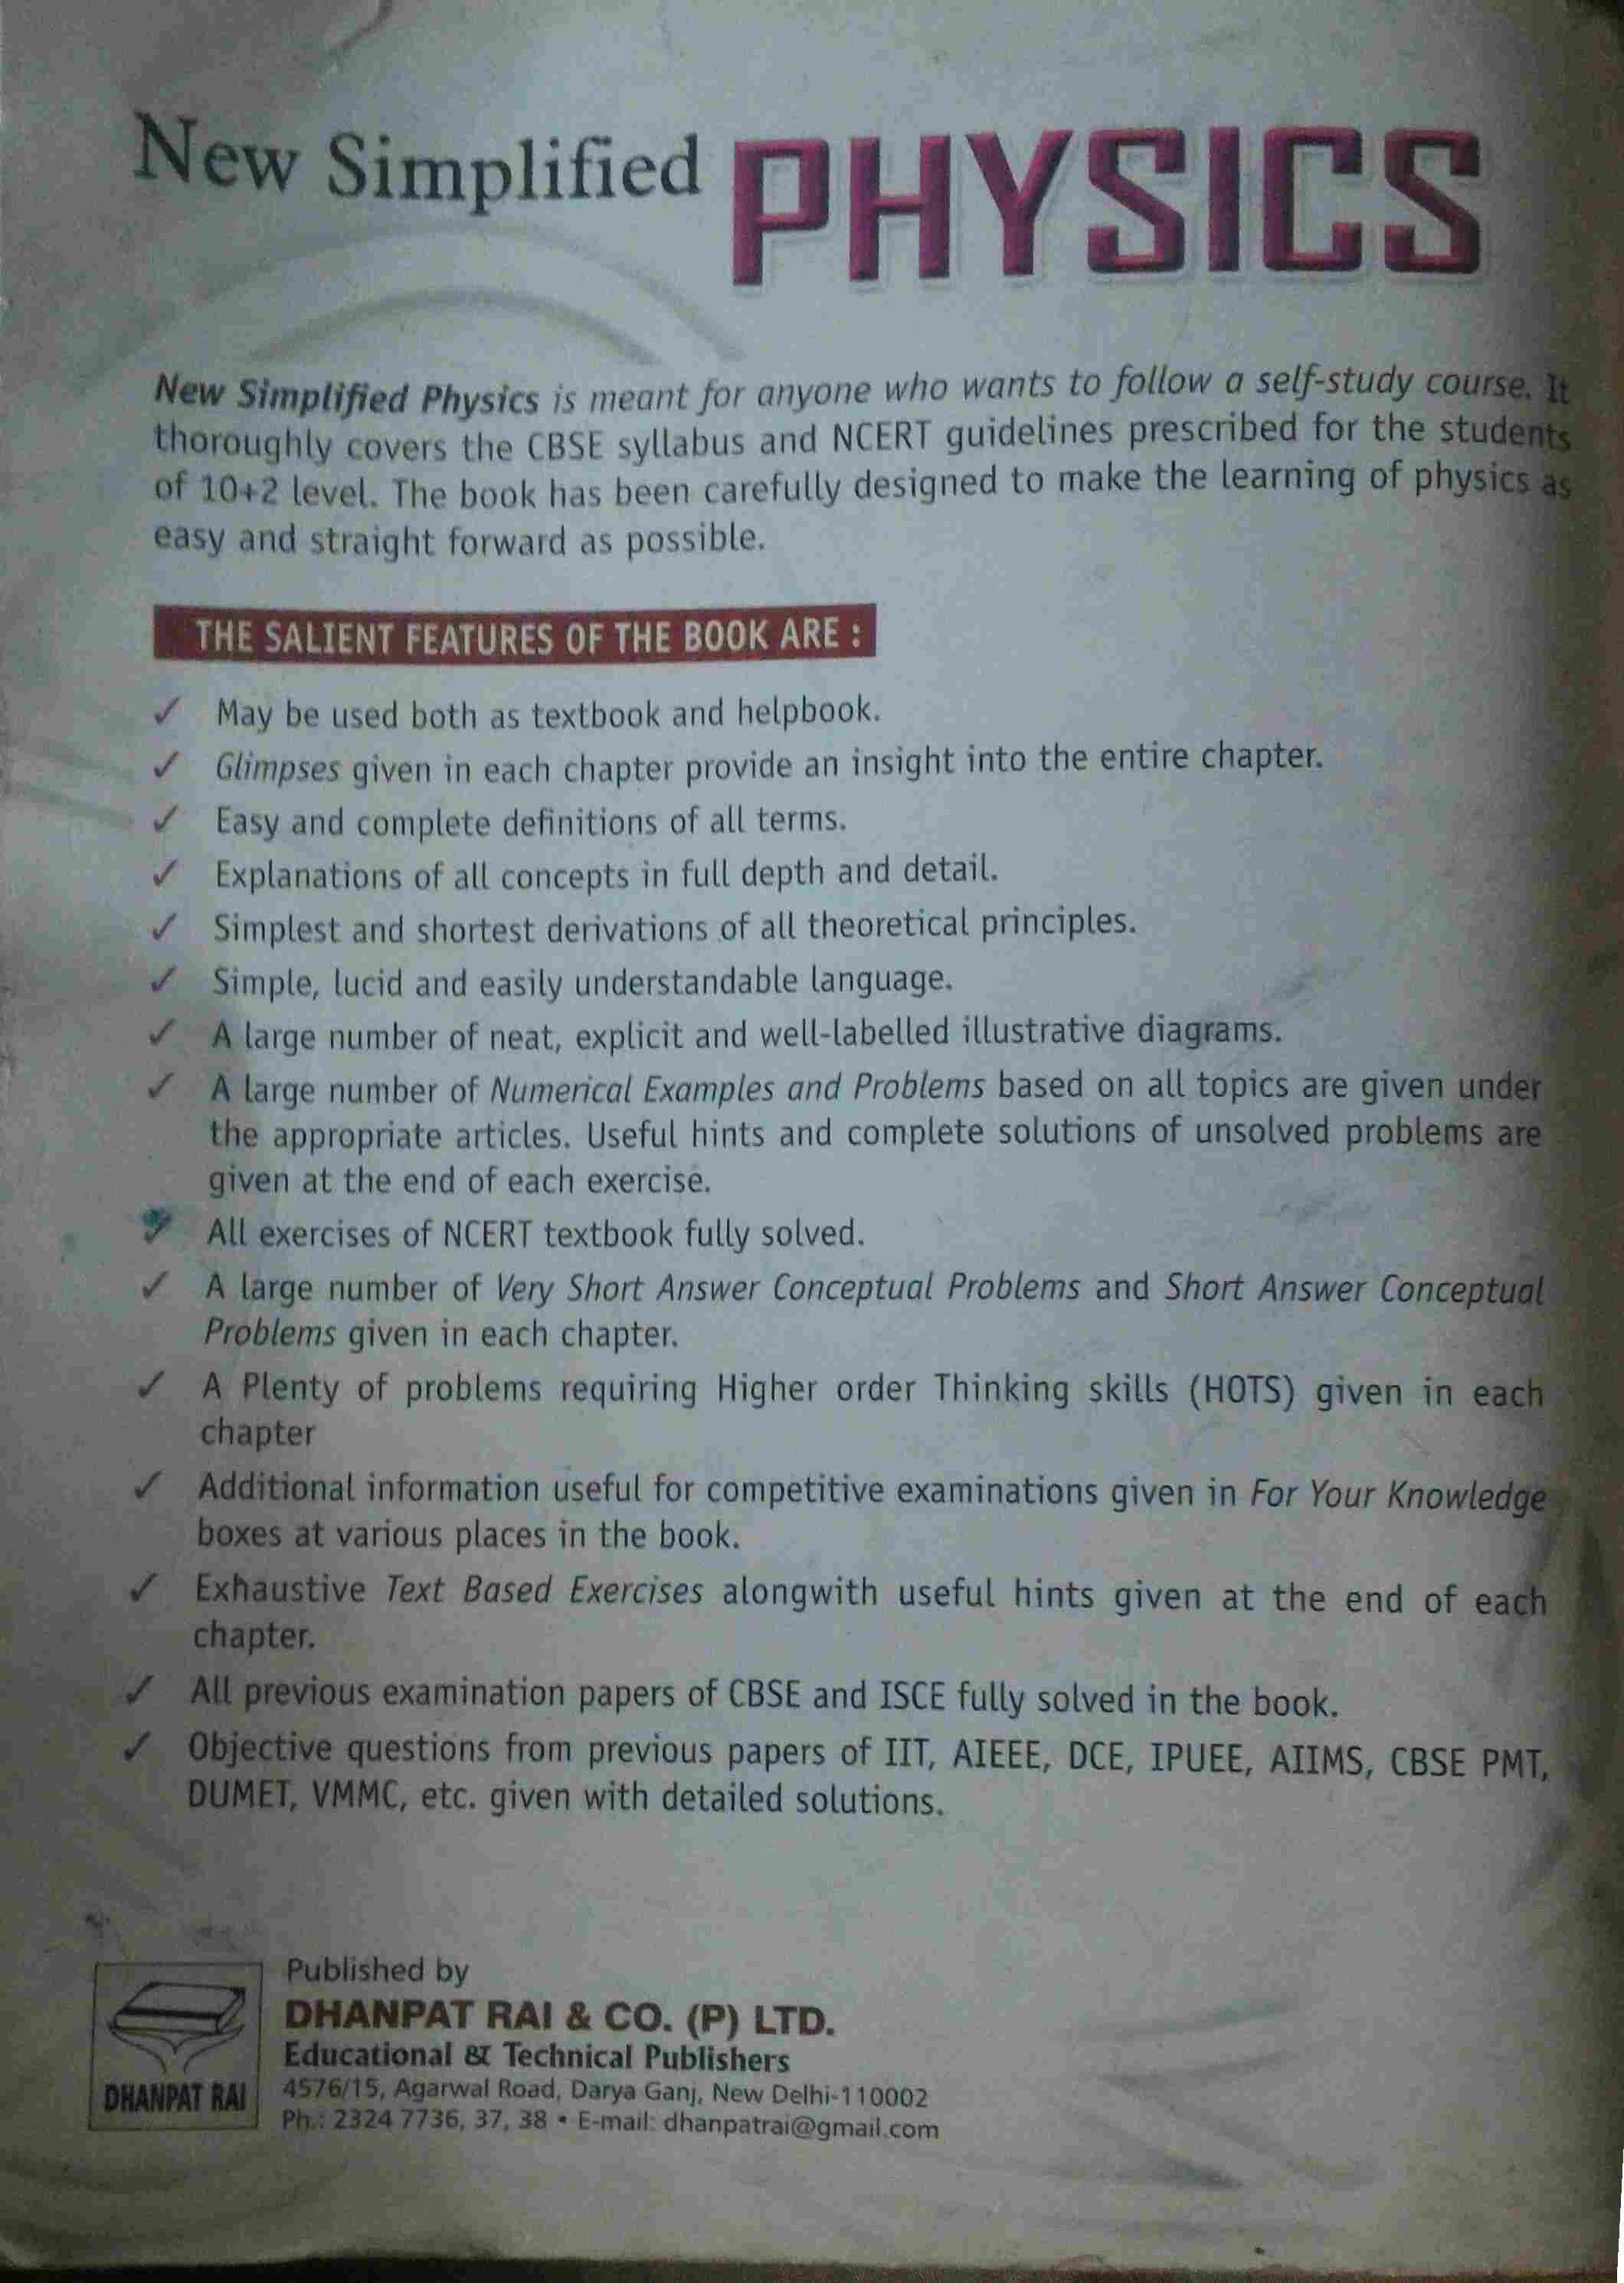 New Simplified PHYSICS
New Simplified Physics is meant for anyone who wants to follow a self-study course. It
thoroughly covers the CBSE syllabus and NCERT guidelines prescribed for the students
of 10+2 level. The book has been carefully designed to make the learning of physics as
easy and straight forward as possible.
THE SALIENT FEATURES OF THE BOOK ARE :
✓ May be used both as textbook and helpbook.
✓ Glimpses given in each chapter provide an insight into the entire chapter.
✓ Easy and complete definitions of all terms.
✓ Explanations of all concepts in full depth and detail.
✓ Simplest and shortest derivations of all theoretical principles.
✓ Simple, lucid and easily understandable language.
✓ A large number of neat, explicit and well-labelled illustrative diagrams.
✓ A large number of Numerical Examples and Problems based on all topics are given under
the appropriate articles. Useful hints and complete solutions of unsolved problems are
given at the end of each exercise.
✓ All exercises of NCERT textbook fully solved.
✓ A large number of Very Short Answer Conceptual Problems and Short Answer Conceptual
Problems given in each chapter.
✓ A Plenty of problems requiring Higher order Thinking skills (HOTS) given in each
chapter
✓ Additional information useful for competitive examinations given in For Your Knowledge
boxes at various places in the book.
✓ Exhaustive Text Based Exercises alongwith useful hints given at the end of each
chapter.
✓ All previous examination papers of CBSE and ISCE fully solved in the book.
✓ Objective questions from previous papers of IIT, AIEEE, DCE, IPUEE, AIIMS, CBSE PMT,
DUMET, VMMC, etc. given with detailed solutions.
Published by
DHANPAT RAI & CO. (P) LTD.
Educational & Technical Publishers
4576/15, Agarwal Road, Darya Ganj, New Delhi-110002
Ph.: 2324 7736, 37, 38 • E-mail: dhanpatrai@gmail.com
DHANPAT RAI